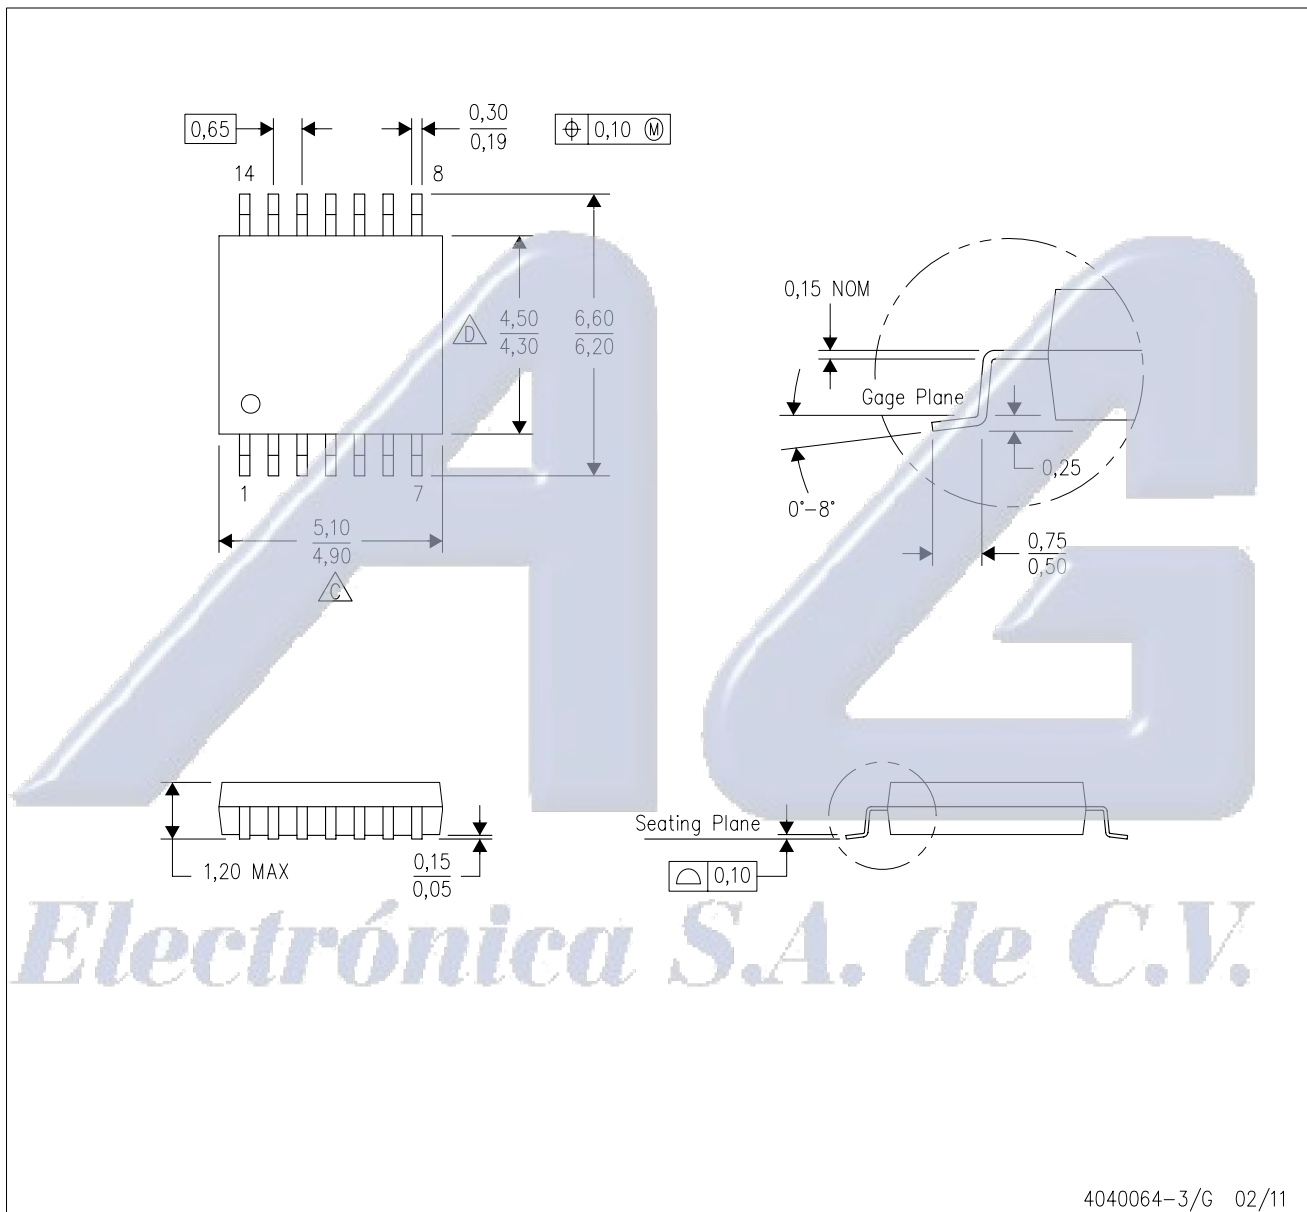 0,65
0,30
0,19
0,10 Ⓜ
14
8
D
4,50
4,30
6,60
6,20
1
7
5,10
4,90
C
0,15 NOM
Gage Plane
0,25
0°–8°
0,75
0,50
1,20 MAX
0,15
0,05
Seating Plane
0,10
AG
Electrónica S.A. de C.V.
4040064-3/G 02/11